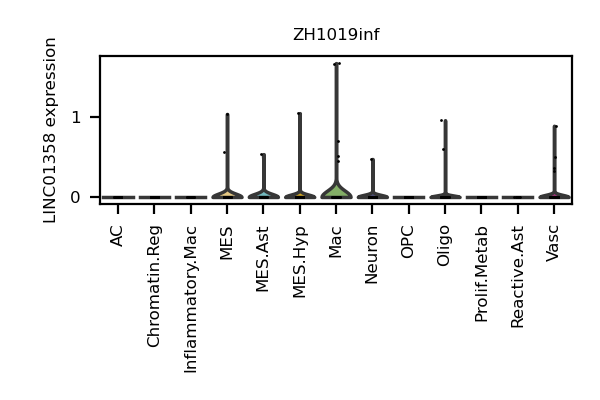 ZH1019inf
LINC01358 expression
1
0
AC
Chromatin.Reg
Inflammatory.Mac
MES
MES.Ast
MES.Hyp
Mac
Neuron
OPC
Oligo
Prolif.Metab
Reactive.Ast
Vasc